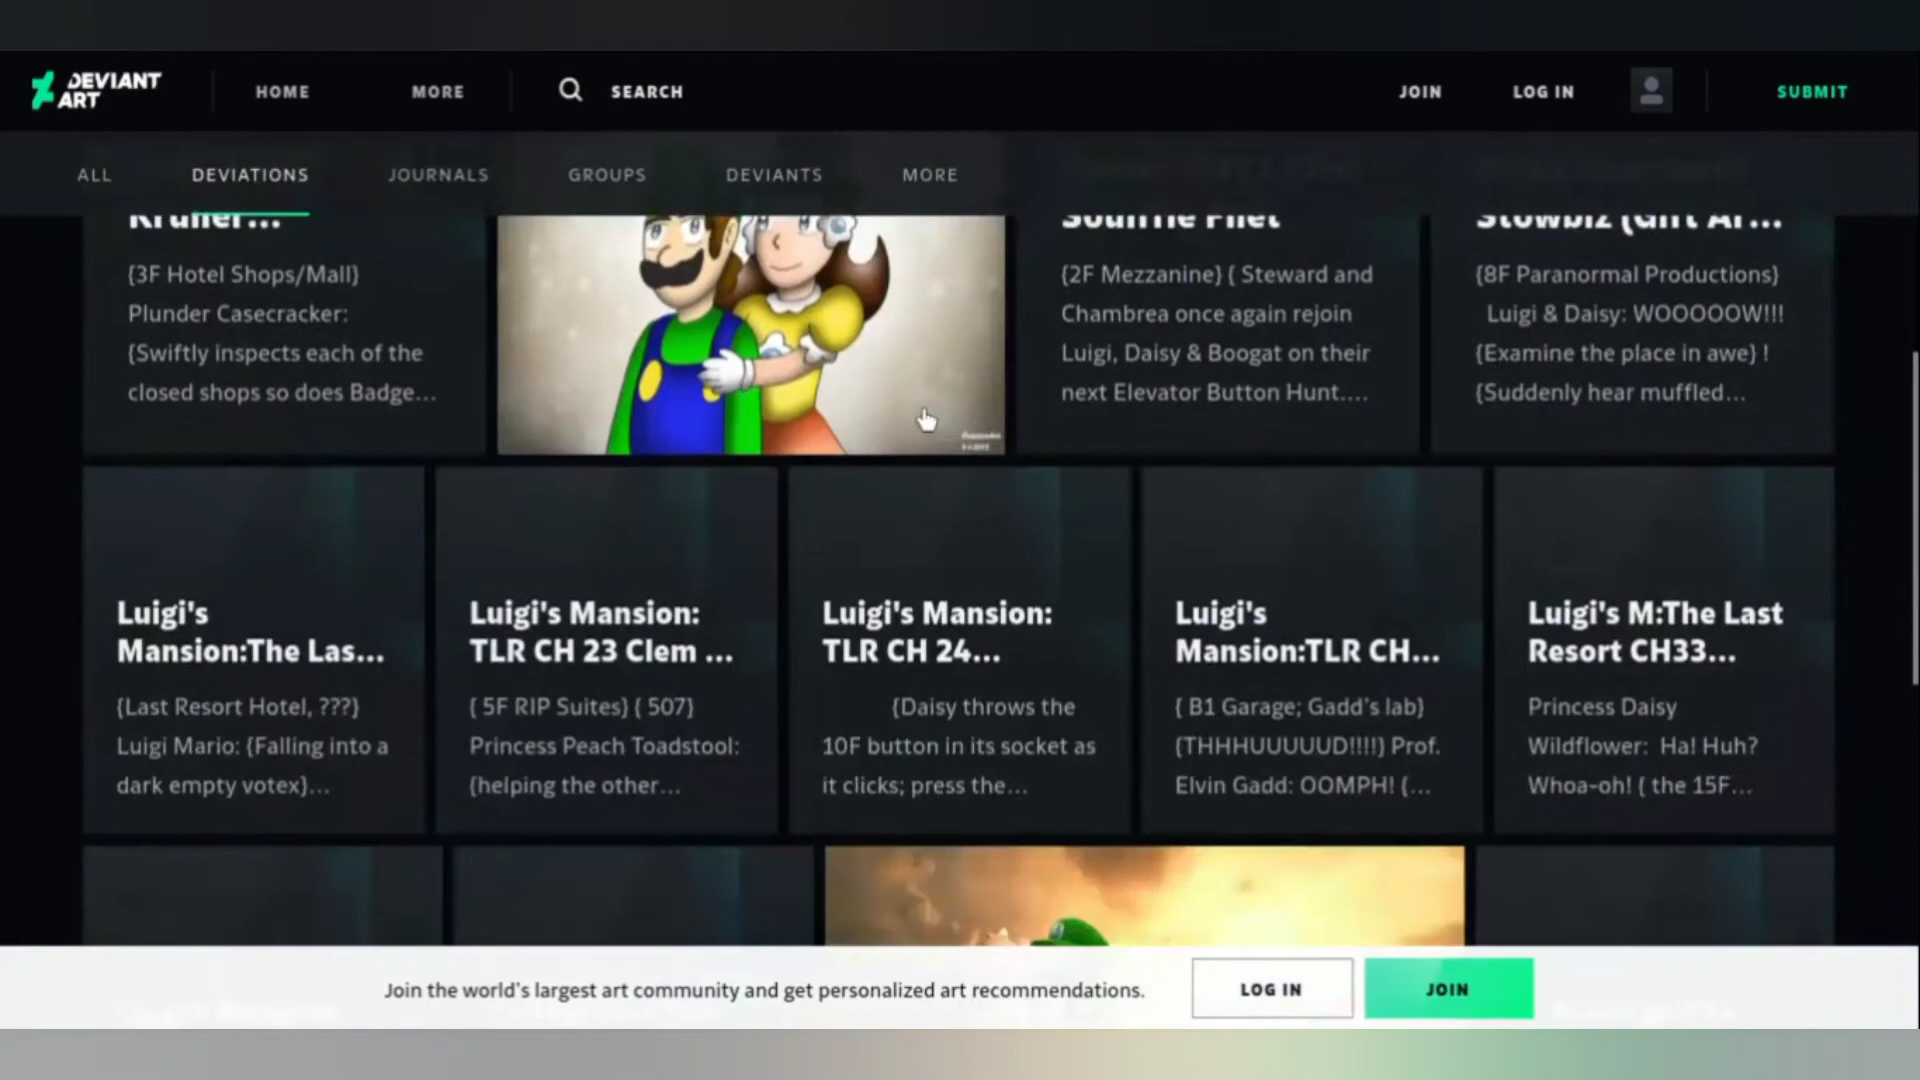 DEVIANT
ART
HOME
MORE
SEARCH
JOIN
LOG IN
SUBMIT
ALL
DEVIATIONS
JOURNALS
GROUPS
DEVIANTS
MORE
Kruller...
{3F Hotel Shops/Mall}
Plunder Casecracker:
{Swiftly inspects each of the
closed shops so does Badge...
Soulffle Filet
{2F Mezzanine} { Steward and
Chambrea once again rejoin
Luigi, Daisy & Boogat on their
next Elevator Button Hunt....
Stowbiz (Gift Ar...
{8F Paranormal Productions}
Luigi & Daisy: WOOOOOW!!!
{Examine the place in awe} !
{Suddenly hear muffled...
Luigi's
Mansion:The Las...
{Last Resort Hotel, ???}
Luigi Mario: {Falling into a
dark empty votex}...
Luigi's Mansion:
TLR CH 23 Clem ...
{ 5F RIP Suites} { 507}
Princess Peach Toadstool:
{helping the other...
Luigi's Mansion:
TLR CH 24...
{Daisy throws the
10F button in its socket as
it clicks; press the...
Luigi's
Mansion:TLR CH...
{ B1 Garage; Gadd's lab}
{THHHUUUUUD!!!!} Prof.
Elvin Gadd: OOMPH! {...
Luigi's M:The Last
Resort CH33...
Princess Daisy
Wildflower: Ha! Huh?
Whoa-oh! { the 15F...
Join the world's largest art community and get personalized art recommendations.
LOG IN
JOIN